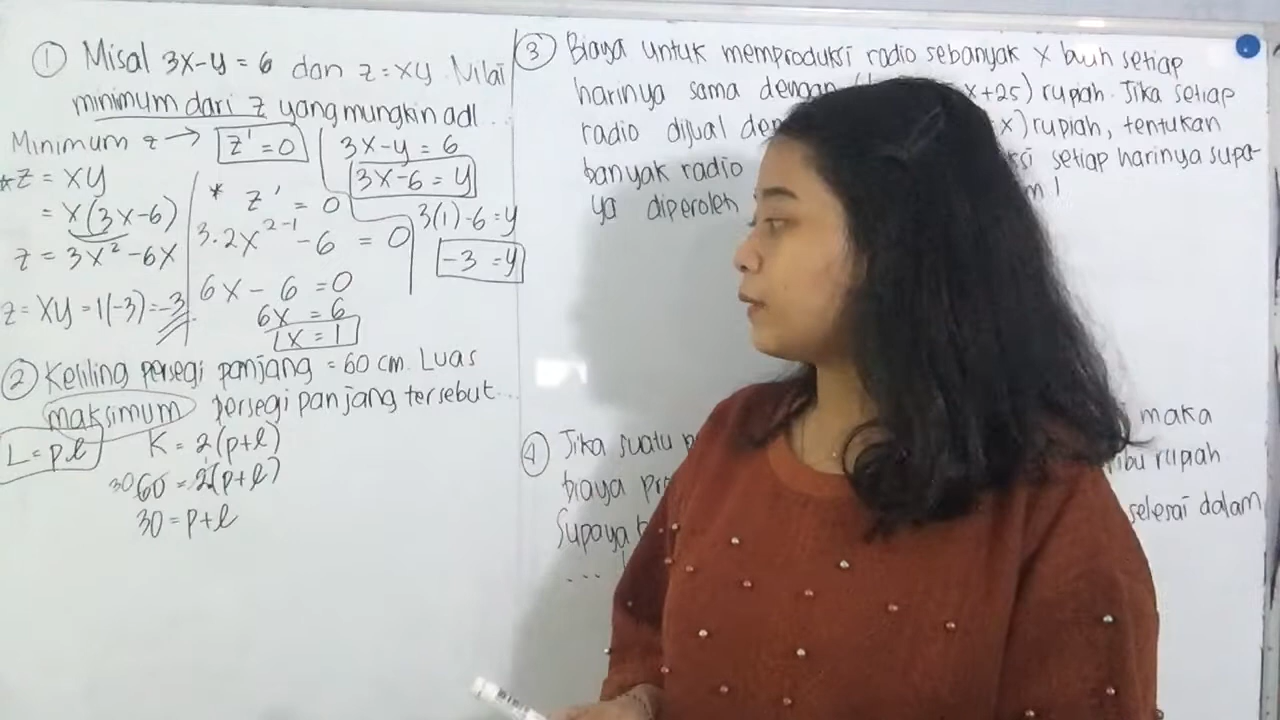 ① Misal 3x-y = 6 dan z = xy. Nilai
minimum dari z yang mungkin adl ...
Minimum z → z' = 0
* z = xy
= x(3x-6)
z = 3x² - 6x
z = xy = 1(-3) = -3
* z' = 0
3.2x²⁻¹ - 6 = 0
6x - 6 = 0
6x = 6
x = 1
3x-y = 6
3x-6 = y
3(1)-6 = y
-3 = y
② Keliling persegi panjang = 60 cm. Luas
maksimum persegi panjang tersebut ...
L = p.l
K = 2(p+l)
30 60 = 2(p+l)
30 = p+l
③ Biaya untuk memproduksi radio sebanyak x buah setiap
harinya sama dengan x+25) rupiah. Jika setiap
radio dijual x) rupiah, tentukan
banyak radio setiap harinya supa-
ya diperoleh !
④ Jika suatu maka
biaya ribu rupiah
Supaya selesai dalam
...